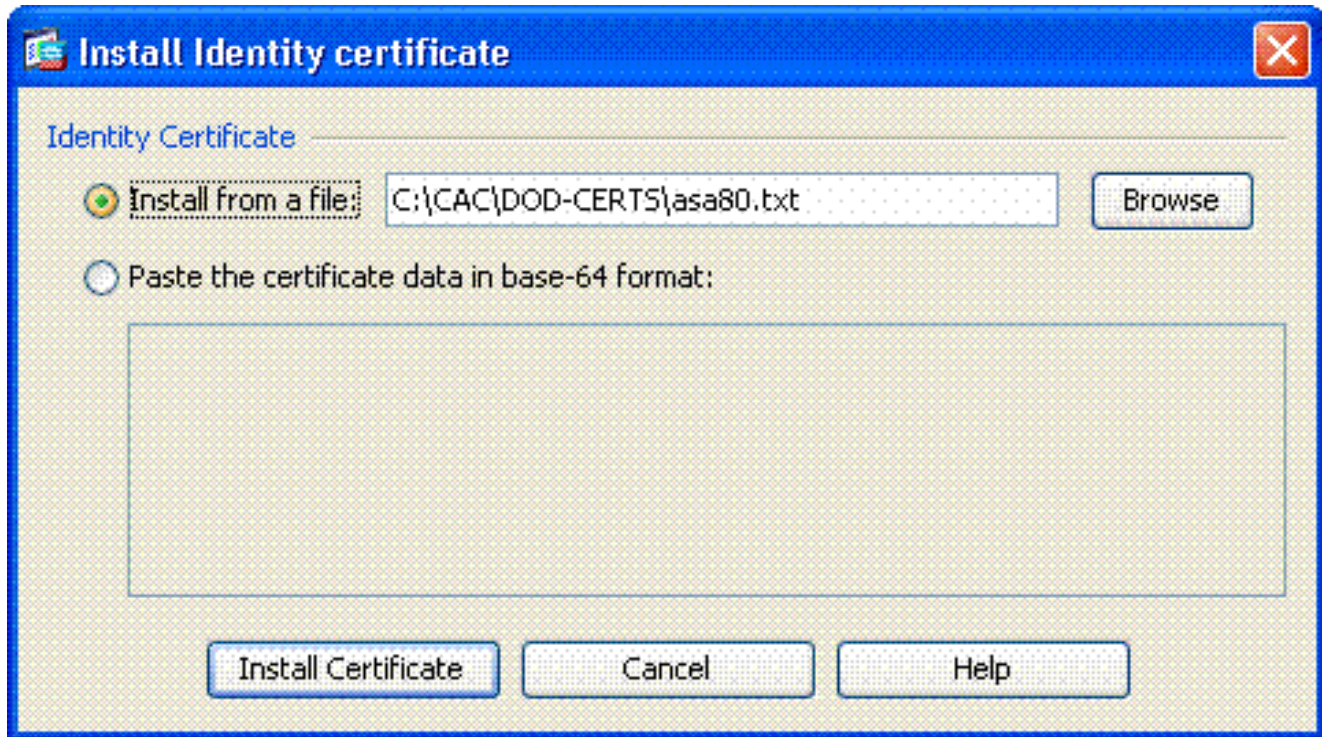 Install Identity certificate
Identity Certificate
Install from a file: C:\CAC\DOD-CERTS\asa80.txt Browse
Paste the certificate data in base-64 format:
Install Certificate Cancel Help